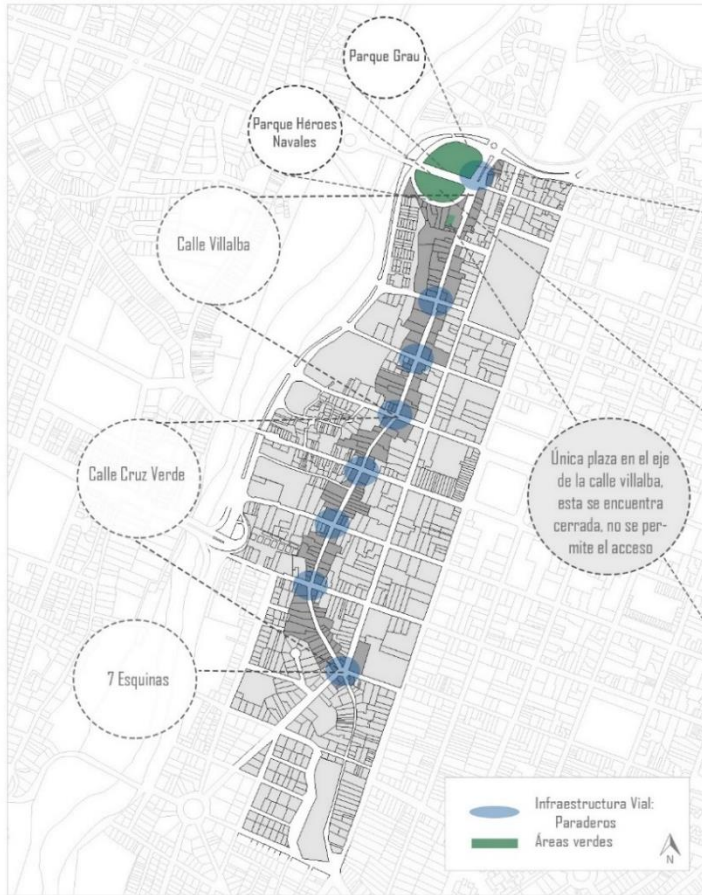 Parque Grau
Parque Héroes
Navales
Calle Villalba
Calle Cruz Verde
Única plaza en el eje
de la calle villalba,
esta se encuentra
cerrada, no se per-
mite el acceso
7 Esquinas
Infraestructura Vial:
Paraderos
Áreas verdes
N